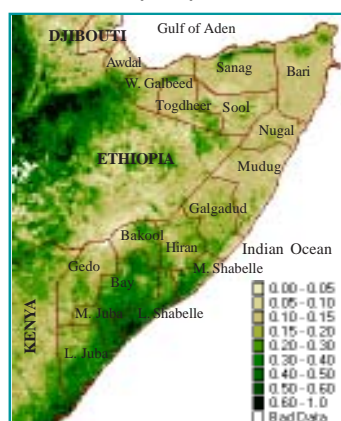 Gulf of Aden
DJIBOUTI
Awdal
Sanag
Bari
W. Galbeed
Togdheer
Sool
Nugal
ETHIOPIA
Mudug
Galgadud
Bakool
Hiran
Indian Ocean
Gedo
M. Shabelle
Bay
KENYA
M. Juba
L. Shabelle
L. Juba
0.00 - 0.05
0.05 - 0.10
0.10 - 0.15
0.15 - 0.20
0.20 - 0.30
0.30 - 0.40
0.40 - 0.50
0.50 - 0.60
0.60 - 1.0
Bad Data